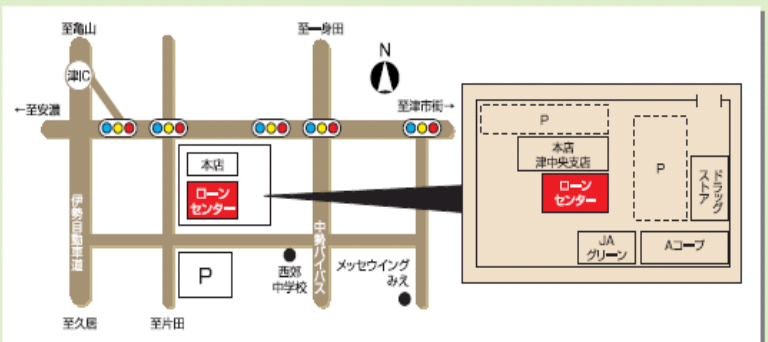 至亀山
至一身田
津IC
N
←至安濃
至津市街→
本店
ローン
センター
伊勢自動車道
中勢バイパス
P
西郊
中学校
メッセウイング
みえ
至久居
至片田
P
本店
津中央支店
P
ローン
センター
ドラッグ
ストア
JA
グリーン
Aコープ